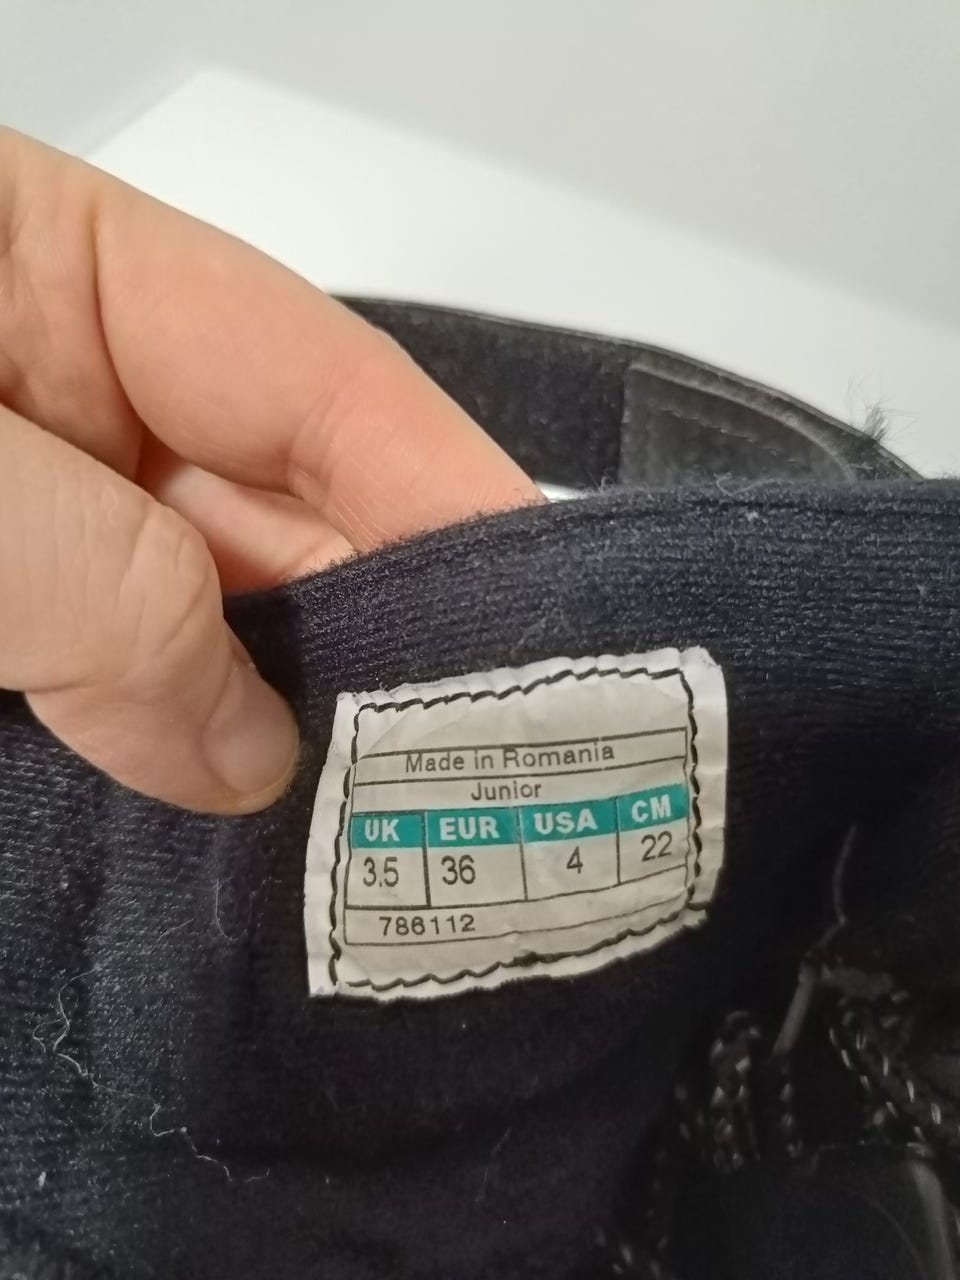 Made in Romania
Junior
UK EUR USA CM
3.5 36 4 22
786112